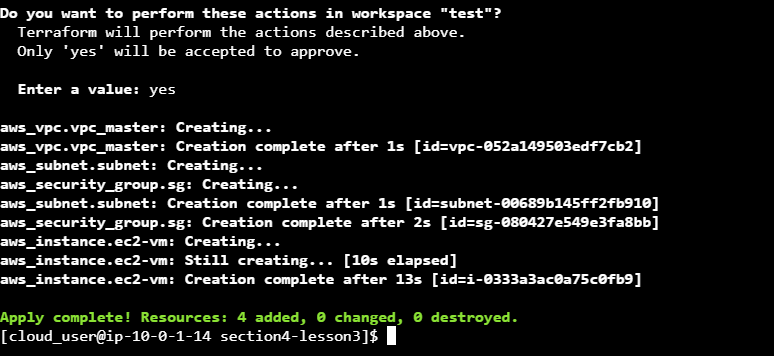 Do you want to perform these actions in workspace "test"?
  Terraform will perform the actions described above.
  Only 'yes' will be accepted to approve.

  Enter a value: yes

aws_vpc.vpc_master: Creating...
aws_vpc.vpc_master: Creation complete after 1s [id=vpc-052a149503edf7cb2]
aws_subnet.subnet: Creating...
aws_security_group.sg: Creating...
aws_subnet.subnet: Creation complete after 1s [id=subnet-00689b145ff2fb910]
aws_security_group.sg: Creation complete after 2s [id=sg-080427e549e3fa8bb]
aws_instance.ec2-vm: Creating...
aws_instance.ec2-vm: Still creating... [10s elapsed]
aws_instance.ec2-vm: Creation complete after 13s [id=i-0333a3ac0a75c0fb9]

Apply complete! Resources: 4 added, 0 changed, 0 destroyed.
[cloud_user@ip-10-0-1-14 section4-lesson3]$